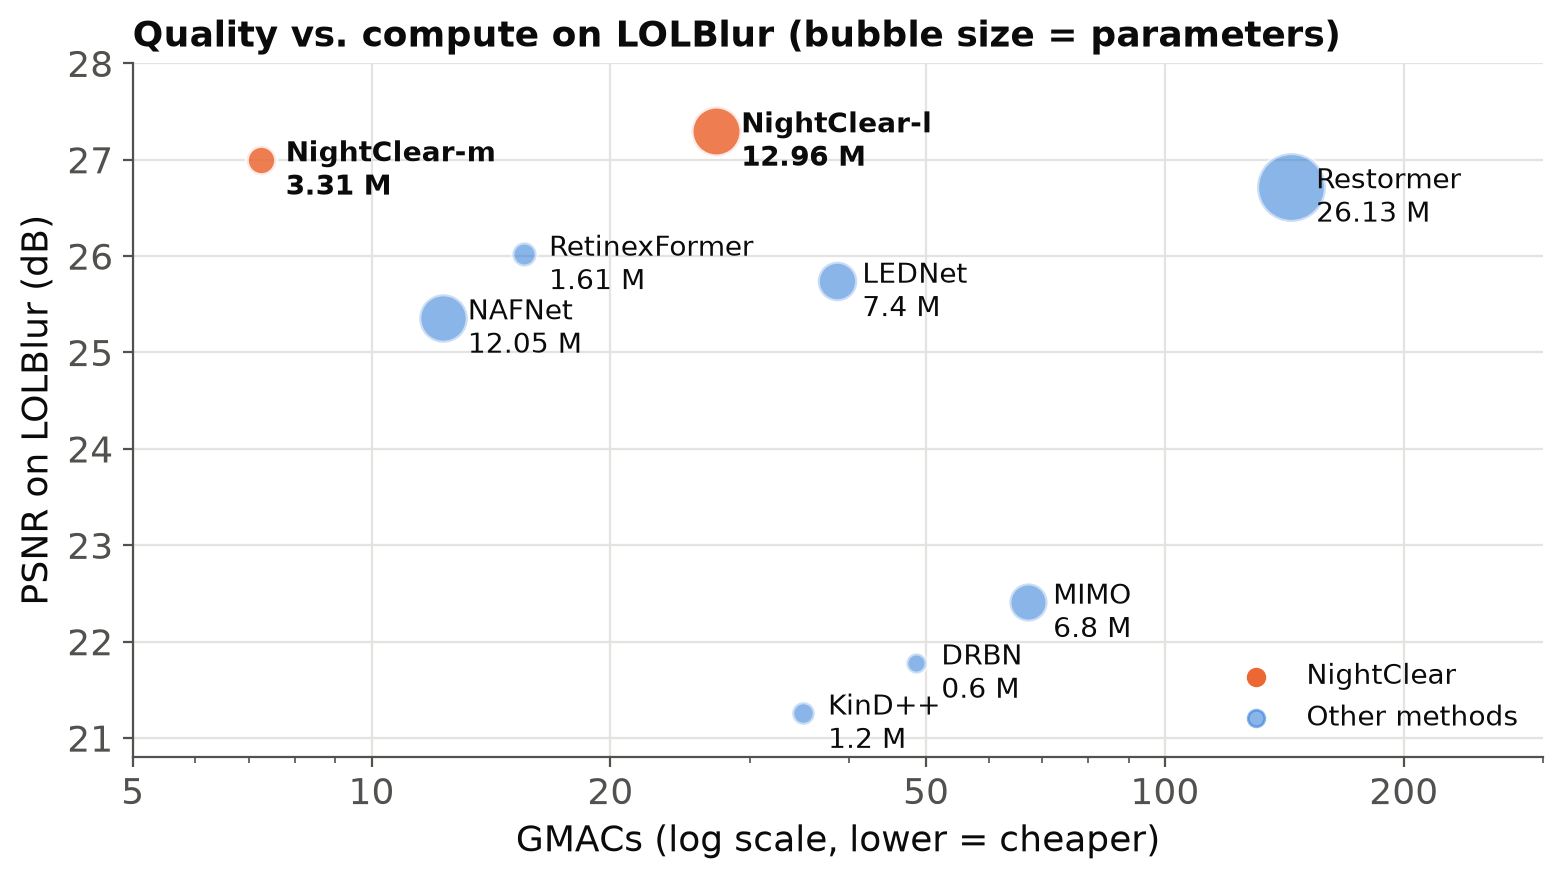 Quality vs. compute on LOLBlur (bubble size = parameters)
PSNR on LOLBlur (dB)
28
27
26
25
24
23
22
21
NightClear-m
3.31 M
NightClear-l
12.96 M
Restormer
26.13 M
RetinexFormer
1.61 M
LEDNet
7.4 M
NAFNet
12.05 M
MIMO
6.8 M
DRBN
0.6 M
KinD++
1.2 M
NightClear
Other methods
5
10
20
50
100
200
GMACs (log scale, lower = cheaper)